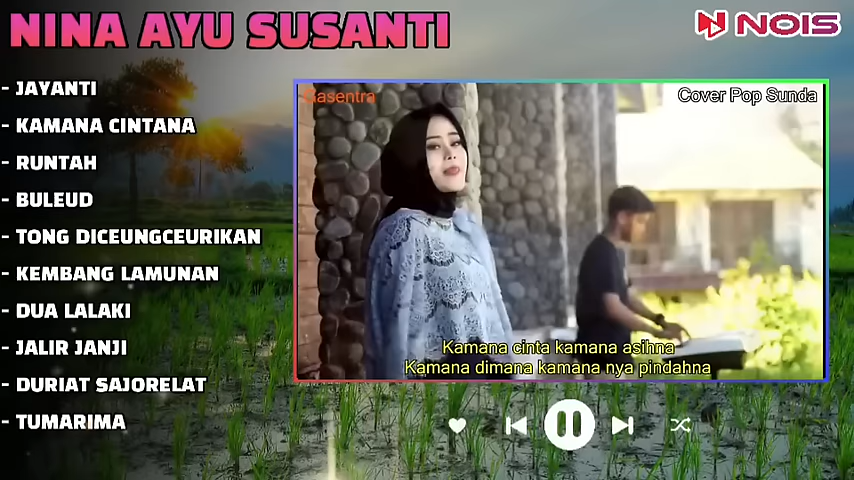 NINA AYU SUSANTI
NOIS
- JAYANTI
- KAMANA CINTANA
- RUNTAH
- BULEUD
- TONG DICEUNGCEURIKAN
- KEMBANG LAMUNAN
- DUA LALAKI
- JALIR JANJI
- DURIAT SAJORELAT
- TUMARIMA
Gasentra
Cover Pop Sunda
Kamana cinta kamana asihna
Kamana dimana kamana nya pindahna